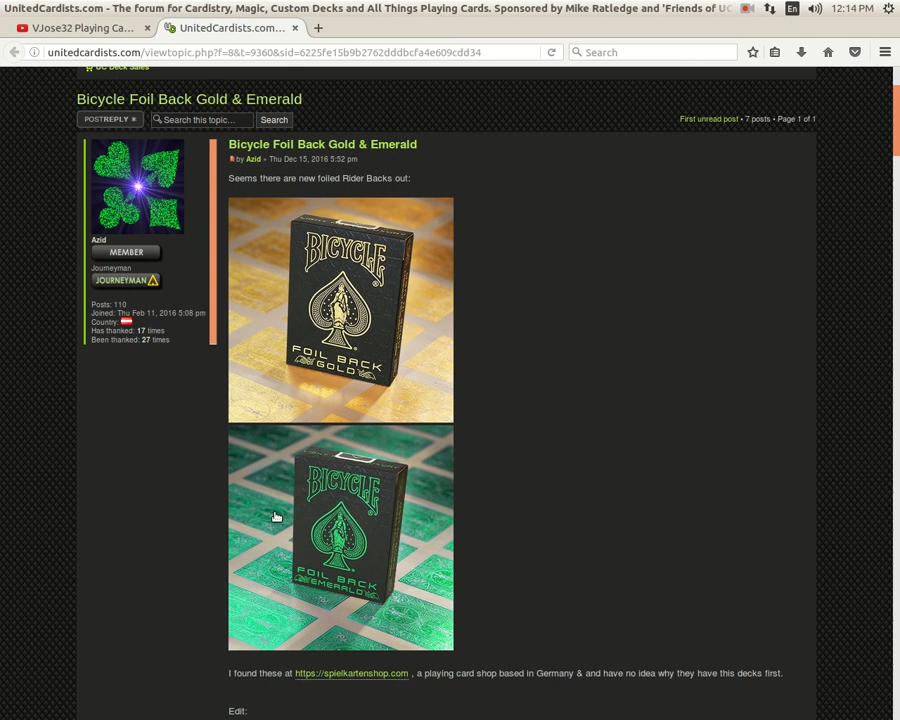 UnitedCardists.com - The forum for Cardistry, Magic, Custom Decks and All Things Playing Cards. Sponsored by Mike Ratledge and 'Friends of UC
En
12:14 PM
VJose32 Playing Ca...
UnitedCardists.com...
unitedcardists.com/viewtopic.php?f=8&t=9360&sid=6225fe15b9b2762dddbcfa4e609cdd34
Search
UC Deck Sales
Bicycle Foil Back Gold & Emerald
POSTREPLY
Search this topic...
Search
First unread post • 7 posts • Page 1 of 1
Bicycle Foil Back Gold & Emerald
by Azid » Thu Dec 15, 2016 5:52 pm
Seems there are new foiled Rider Backs out:
Azid
MEMBER
Journeyman
JOURNEYMAN
Posts: 110
Joined: Thu Feb 11, 2016 5:08 pm
Country:
Has thanked: 17 times
Been thanked: 27 times
BICYCLE
®
FOIL BACK
GOLD
BICYCLE
FOIL BACK
EMERALD
I found these at https://spielkartenshop.com , a playing card shop based in Germany & and have no idea why they have this decks first.
Edit: